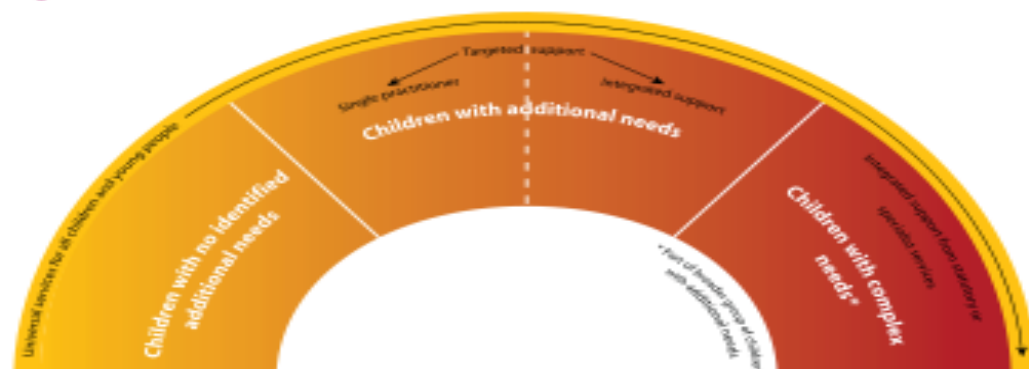 Universal services for all children and young people
Children with no identified
additional needs
Targeted support
Single practitioner
Integrated support
Children with additional needs
Integrated support from statutory or
specialist services
Children with complex
needs*
* Part of broader group of children
with additional needs